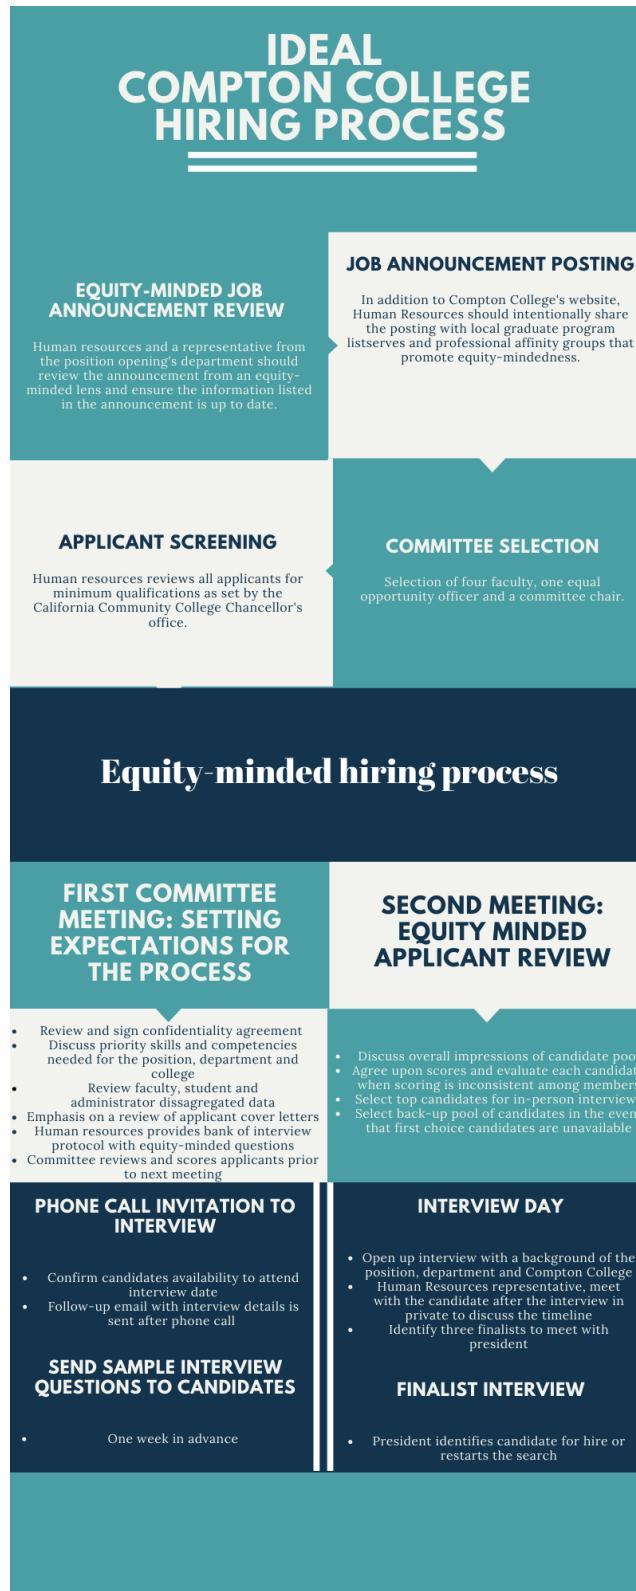 IDEAL
COMPTON COLLEGE
HIRING PROCESS
EQUITY-MINDED JOB
ANNOUNCEMENT REVIEW
Human resources and a representative from
the position opening's department should
review the announcement from an equity-
minded lens and ensure the information listed
in the announcement is up to date.
JOB ANNOUNCEMENT POSTING
In addition to Compton College's website,
Human Resources should intentionally share
the posting with local graduate program
listserves and professional affinity groups that
promote equity-mindedness.
APPLICANT SCREENING
Human resources reviews all applicants for
minimum qualifications as set by the
California Community College Chancellor's
office.
COMMITTEE SELECTION
Selection of four faculty, one equal
opportunity officer and a committee chair.
Equity-minded hiring process
FIRST COMMITTEE
MEETING: SETTING
EXPECTATIONS FOR
THE PROCESS
• Review and sign confidentiality agreement
• Discuss priority skills and competencies
needed for the position, department and
college
• Review faculty, student and
administrator dissagregated data
• Emphasis on a review of applicant cover letters
• Human resources provides bank of interview
protocol with equity-minded questions
• Committee reviews and scores applicants prior
to next meeting
SECOND MEETING:
EQUITY MINDED
APPLICANT REVIEW
• Discuss overall impressions of candidate poo
• Agree upon scores and evaluate each candidat
when scoring is inconsistent among members
• Select top candidates for in-person interview
• Select back-up pool of candidates in the even
that first choice candidates are unavailable
PHONE CALL INVITATION TO
INTERVIEW
• Confirm candidates availability to attend
interview date
• Follow-up email with interview details is
sent after phone call
SEND SAMPLE INTERVIEW
QUESTIONS TO CANDIDATES
• One week in advance
INTERVIEW DAY
• Open up interview with a background of the
position, department and Compton College
• Human Resources representative, meet
with the candidate after the interview in
private to discuss the timeline
• Identify three finalists to meet with
president
FINALIST INTERVIEW
• President identifies candidate for hire or
restarts the search